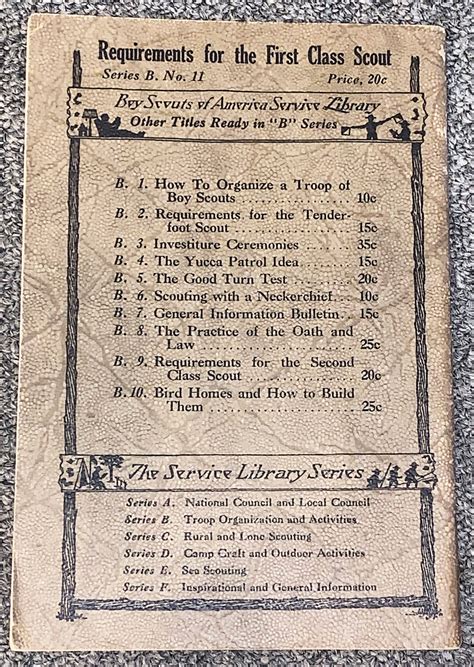 Requirements for the First Class Scout
Series B. No. 11 Price, 20c
Boy Scouts of America Service Library
Other Titles Ready in "B" Series
B. 1. How To Organize a Troop of
Boy Scouts .......... 10c
B. 2. Requirements for the Tender-
foot Scout .......... 15c
B. 3. Investiture Ceremonies ........ 35c
B. 4. The Yucca Patrol Idea ........ 15c
B. 5. The Good Turn Test .......... 20c
B. 6. Scouting with a Neckerchief... 10c
B. 7. General Information Bulletin.. 15c
B. 8. The Practice of the Oath and
Law .......... 25c
B. 9. Requirements for the Second
Class Scout .......... 20c
B. 10. Bird Homes and How to Build
Them .......... 25c
The Service Library Series
Series A. National Council and Local Council
Series B. Troop Organization and Activities
Series C. Rural and Lone Scouting
Series D. Camp Craft and Outdoor Activities
Series E. Sea Scouting
Series F. Inspirational and General Information